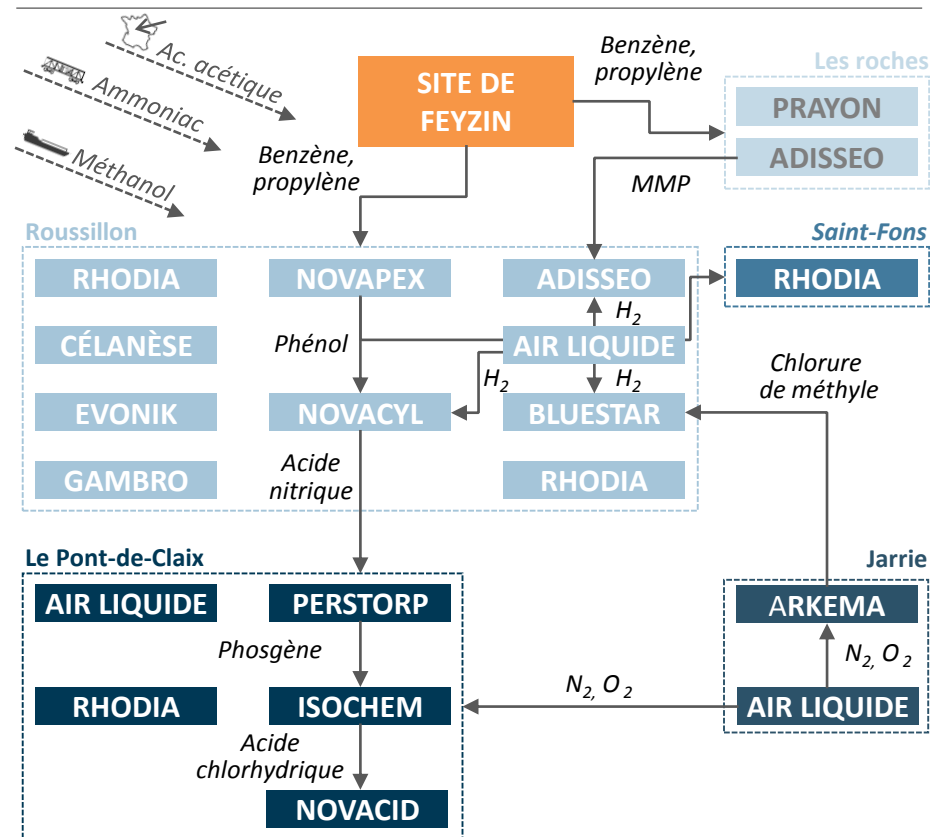 Ac. acétique
Ammoniac
Méthanol
SITE DE
FEYZIN
Benzène,
propylène
Les roches
PRAYON
ADISSEO
Benzène,
propylène
MMP
Roussillon
Saint-Fons
RHODIA
NOVAPEX
ADISSEO
RHODIA
H2
CÉLANÈSE
Phénol
AIR LIQUIDE
H2
H2
Chlorure
de méthyle
EVONIK
NOVACYL
BLUESTAR
GAMBRO
Acide
nitrique
RHODIA
Le Pont-de-Claix
Jarrie
AIR LIQUIDE
PERSTORP
ARKEMA
Phosgène
N2, O2
RHODIA
ISOCHEM
N2, O2
AIR LIQUIDE
Acide
chlorhydrique
NOVACID